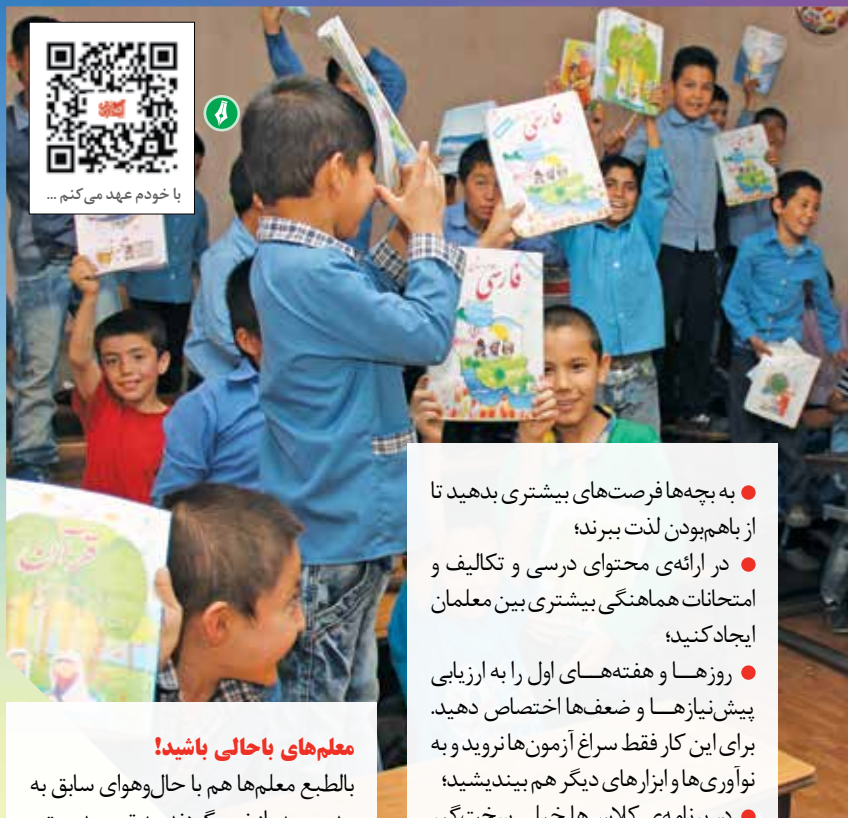 با خودم عهد می‌کنم ...
فارسی
فارسی
قرآن
● به بچه‌ها فرصت‌های بیشتری بدهید تا
از باهم‌بودن لذت ببرند؛
● در ارائه‌ی محتوای درسی و تکالیف و
امتحانات هماهنگی بیشتری بین معلمان
ایجاد کنید؛
● روزهــا و هفته‌هــای اول را به ارزیابی
پیش‌نیازهــا و ضعف‌ها اختصاص دهید.
برای این کار فقط سراغ آزمون‌ها نروید و به
نوآوری‌ها و ابزارهای دیگر هم بیندیشید؛
معلم‌های باحالی باشید!
بالطبع معلم‌ها هم با حال‌وهوای سابق به